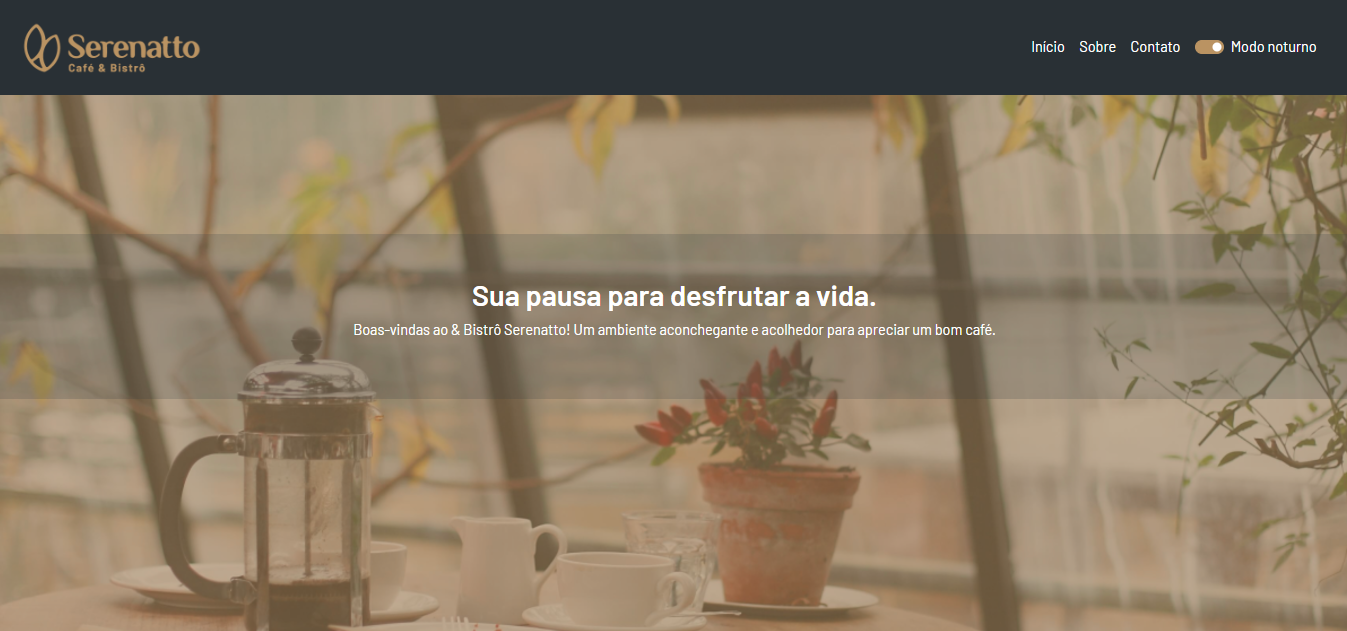 Serenatto
Café & Bistrô
Início Sobre Contato Modo noturno
Sua pausa para desfrutar a vida.
Boas-vindas ao & Bistrô Serenatto! Um ambiente aconchegante e acolhedor para apreciar um bom café.